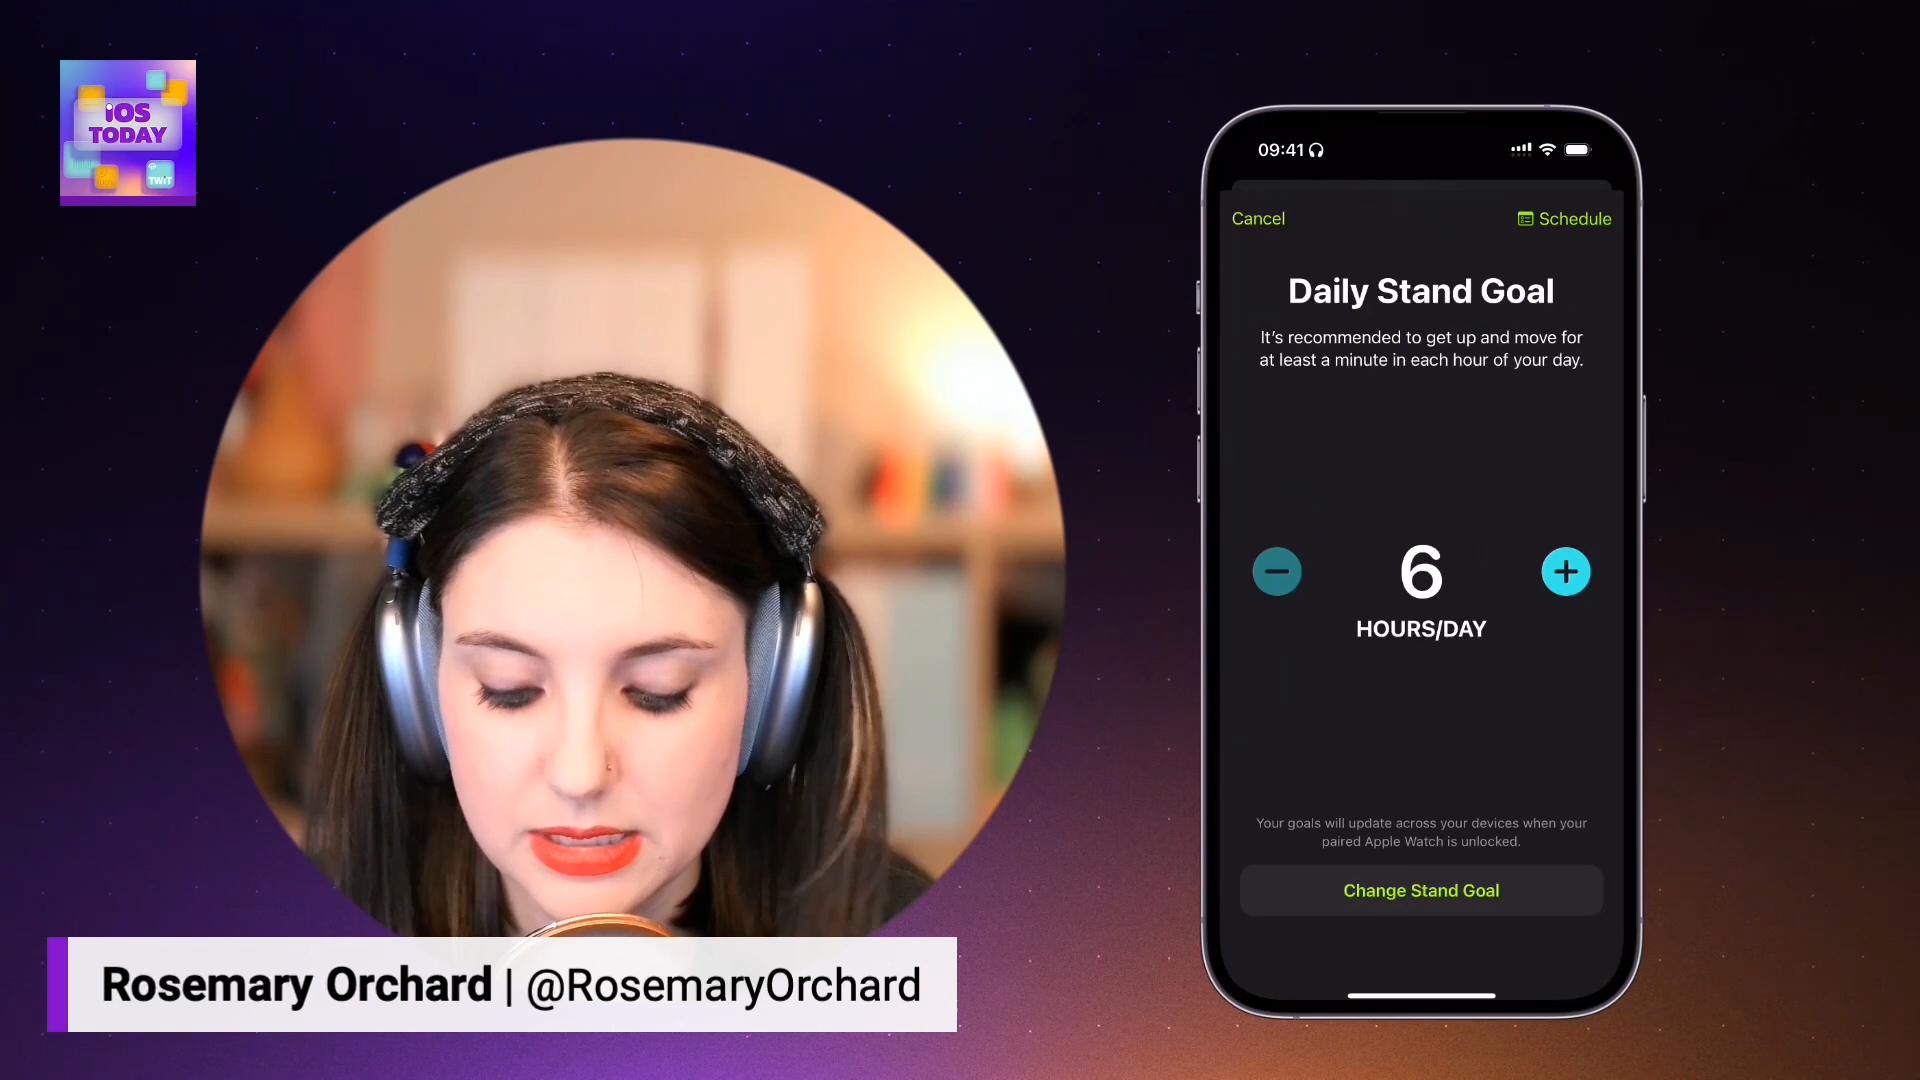 iOS
TODAY
TWiT
09:41
Cancel
Schedule
Daily Stand Goal
It's recommended to get up and move for
at least a minute in each hour of your day.
6
HOURS/DAY
Your goals will update across your devices when your
paired Apple Watch is unlocked.
Change Stand Goal
Rosemary Orchard | @RosemaryOrchard